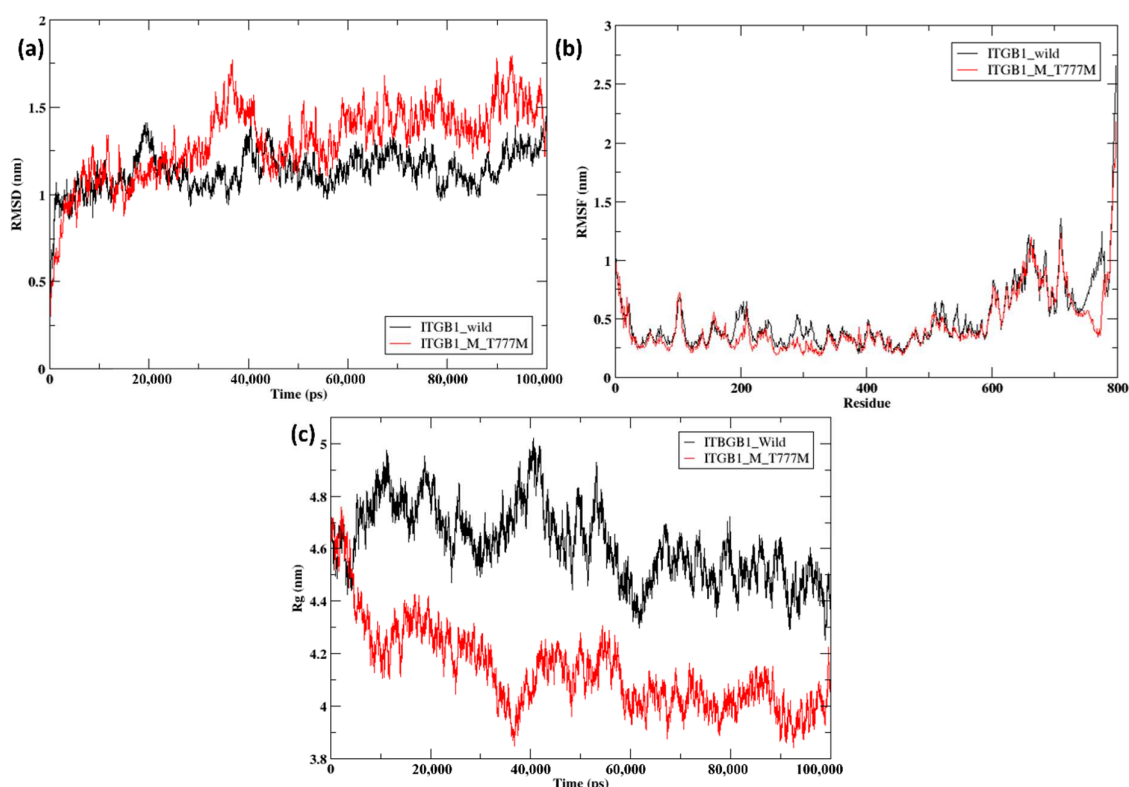 (a)
2
1.5
1
0.5
0
RMSD (nm)
ITGB1_wild
ITGB1_M_T777M
0
20,000
40,000
60,000
80,000
100,000
Time (ps)
(b)
3
2.5
2
1.5
1
0.5
0
RMSF (nm)
ITGB1_wild
ITGB1_M_T777M
0
200
400
600
800
Residue
(c)
5
4.8
4.6
4.4
4.2
4
3.8
Rg (nm)
ITBGB1_Wild
ITGB1_M_T777M
0
20,000
40,000
60,000
80,000
100,000
Time (ps)